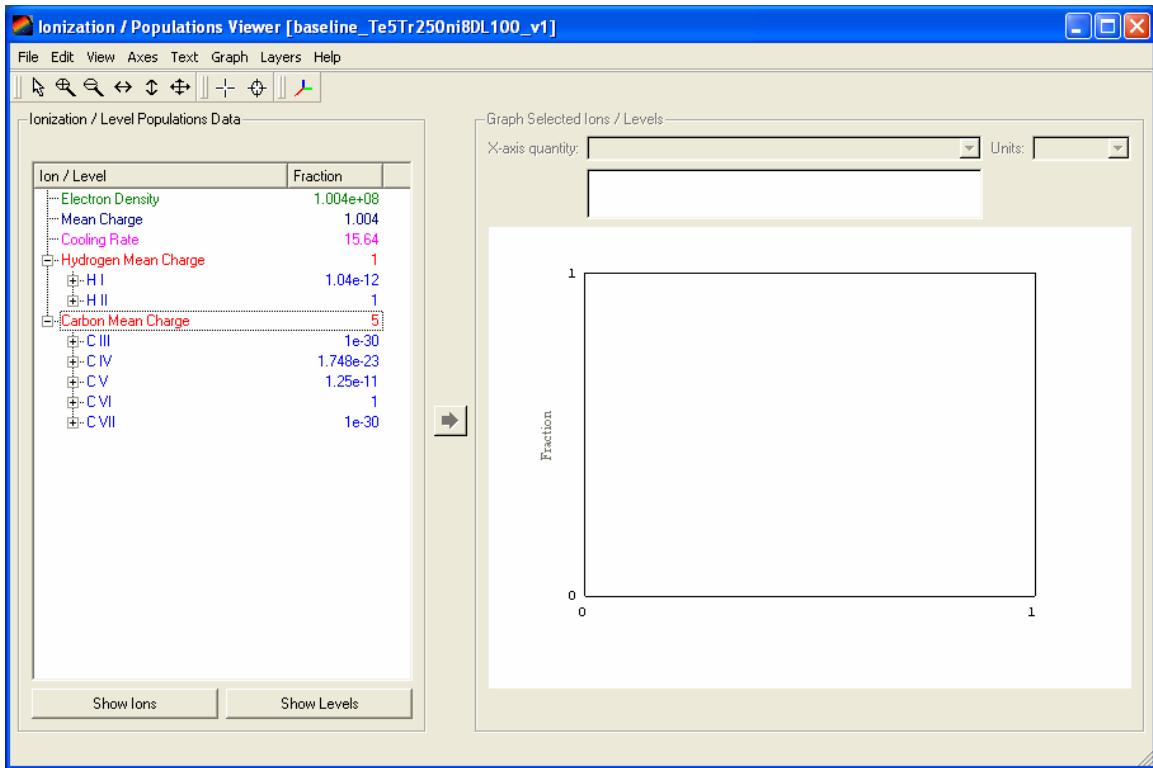 Ionization / Populations Viewer [baseline_Te5Tr250ni8DL100_v1]
File Edit View Axes Text Graph Layers Help
Ionization / Level Populations Data
Ion / Level Fraction
Electron Density 1.004e+08
Mean Charge 1.004
Cooling Rate 15.64
Hydrogen Mean Charge 1
H I 1.04e-12
H II 1
Carbon Mean Charge 5
C III 1e-30
C IV 1.748e-23
C V 1.25e-11
C VI 1
C VII 1e-30
Show Ions Show Levels
Graph Selected Ions / Levels
X-axis quantity: Units:
1
Fraction
0
0 1